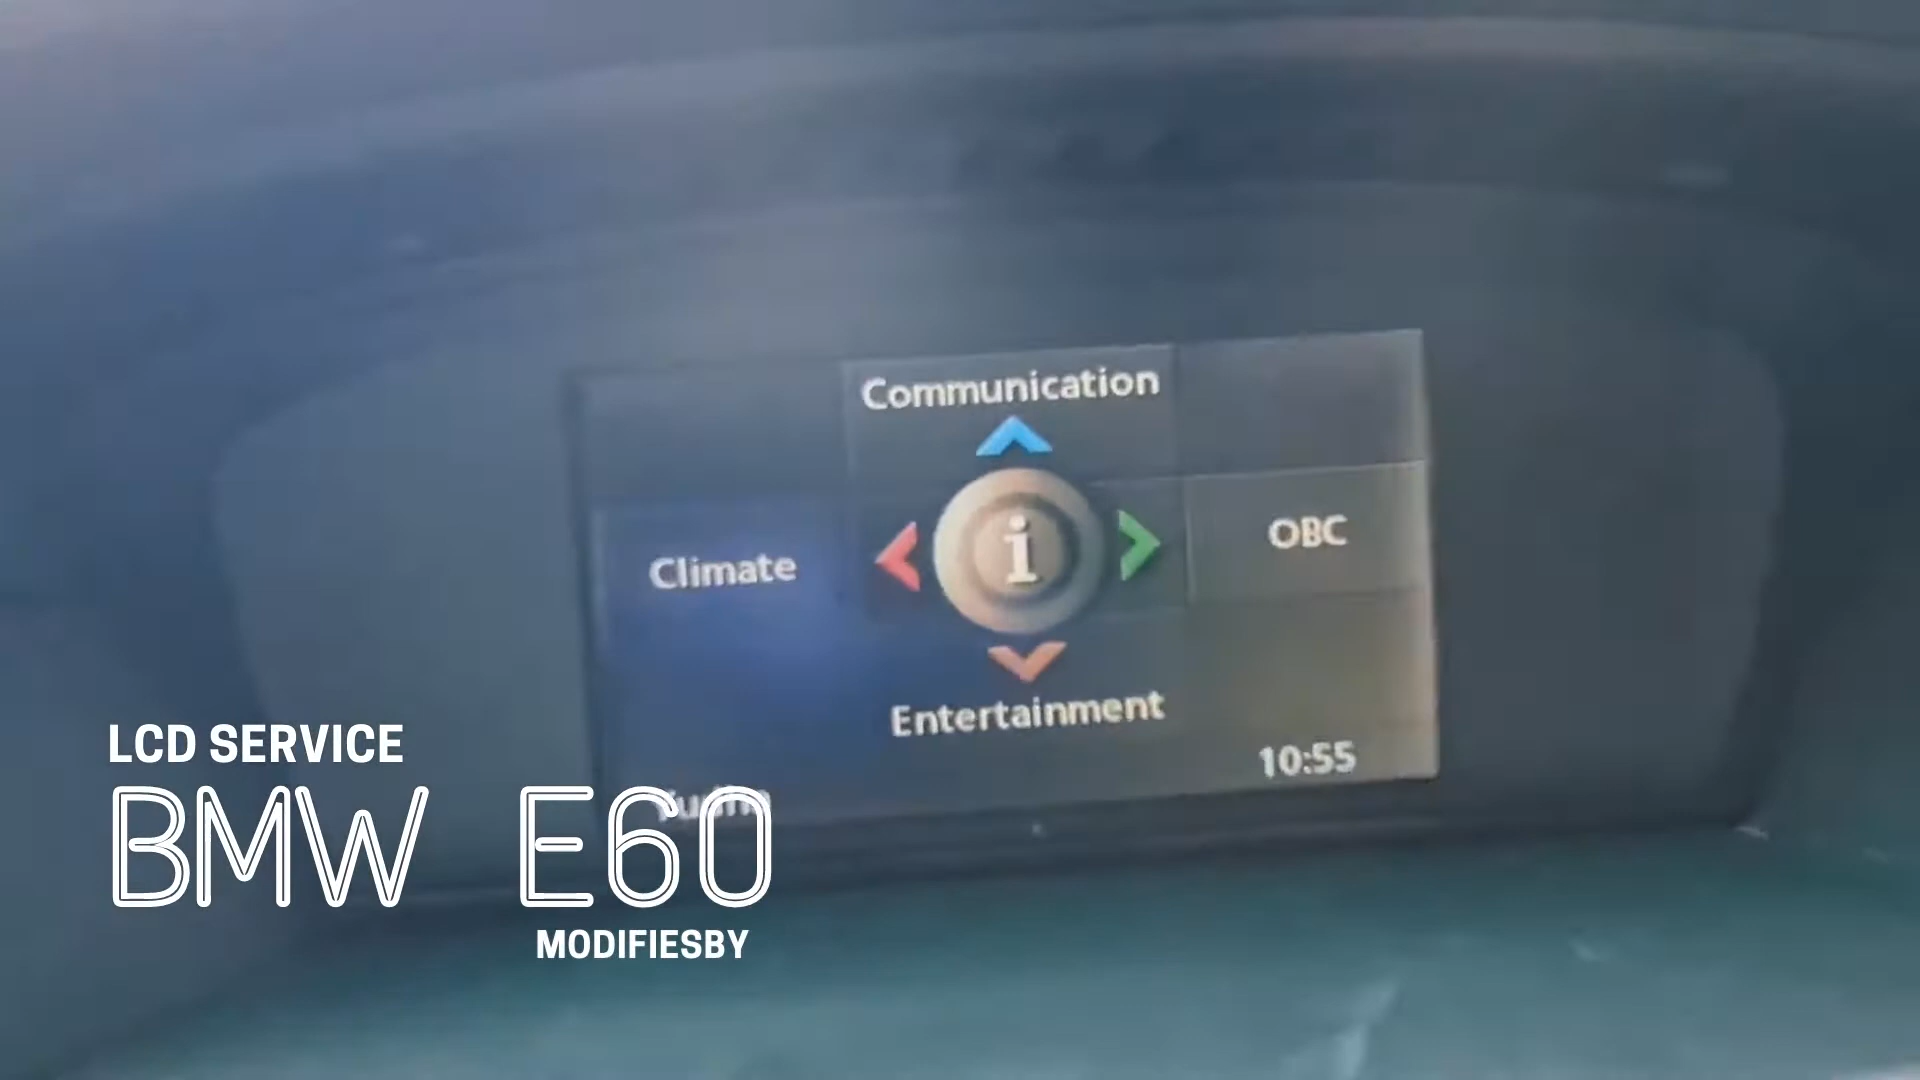 Communication
Climate
i
OBC
Entertainment
10:55
LCD SERVICE
BMW E60
MODIFIESBY